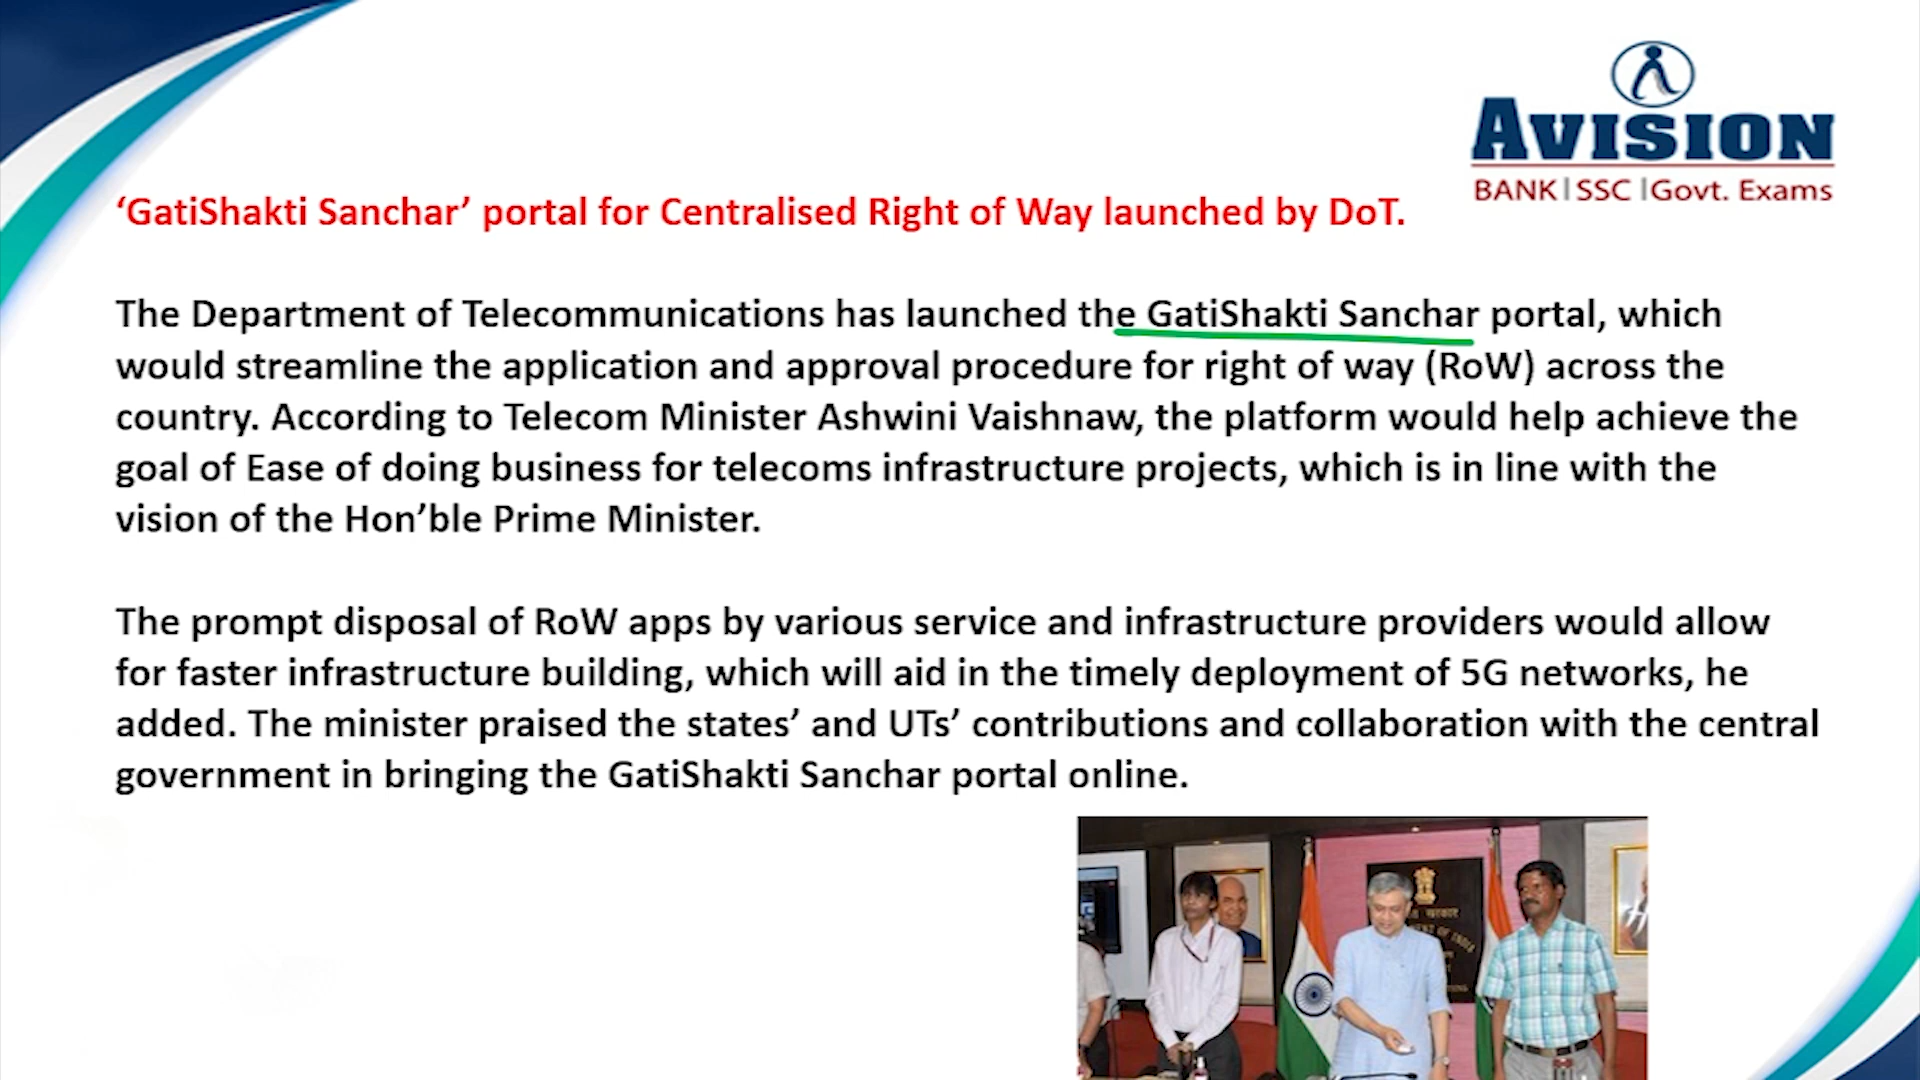 AVISION
BANK | SSC | Govt. Exams
‘GatiShakti Sanchar’ portal for Centralised Right of Way launched by DoT.
The Department of Telecommunications has launched the GatiShakti Sanchar portal, which
would streamline the application and approval procedure for right of way (RoW) across the
country. According to Telecom Minister Ashwini Vaishnaw, the platform would help achieve the
goal of Ease of doing business for telecoms infrastructure projects, which is in line with the
vision of the Hon’ble Prime Minister.
The prompt disposal of RoW apps by various service and infrastructure providers would allow
for faster infrastructure building, which will aid in the timely deployment of 5G networks, he
added. The minister praised the states’ and UTs’ contributions and collaboration with the central
government in bringing the GatiShakti Sanchar portal online.
सरकार
OF INDIA